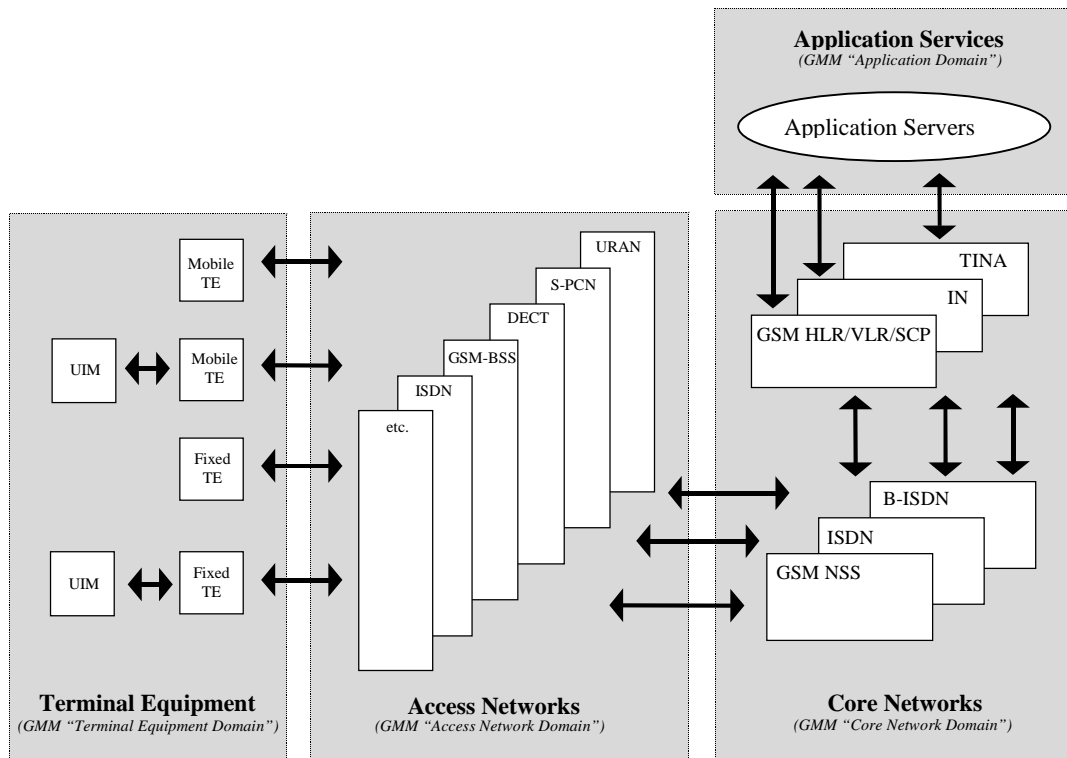 Application Services
(GMM “Application Domain”)
Application Servers
Mobile
TE
UIM
Mobile
TE
Fixed
TE
UIM
Fixed
TE
Terminal Equipment
(GMM “Terminal Equipment Domain”)
URAN
S-PCN
DECT
GSM-BSS
ISDN
etc.
Access Networks
(GMM “Access Network Domain”)
TINA
IN
GSM HLR/VLR/SCP
B-ISDN
ISDN
GSM NSS
Core Networks
(GMM “Core Network Domain”)